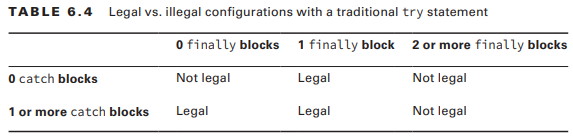 TABLE 6.4 Legal vs. illegal configurations with a traditional try statement
0 finally blocks 1 finally block 2 or more finally blocks
0 catch blocks Not legal Legal Not legal
1 or more catch blocks Legal Legal Not legal